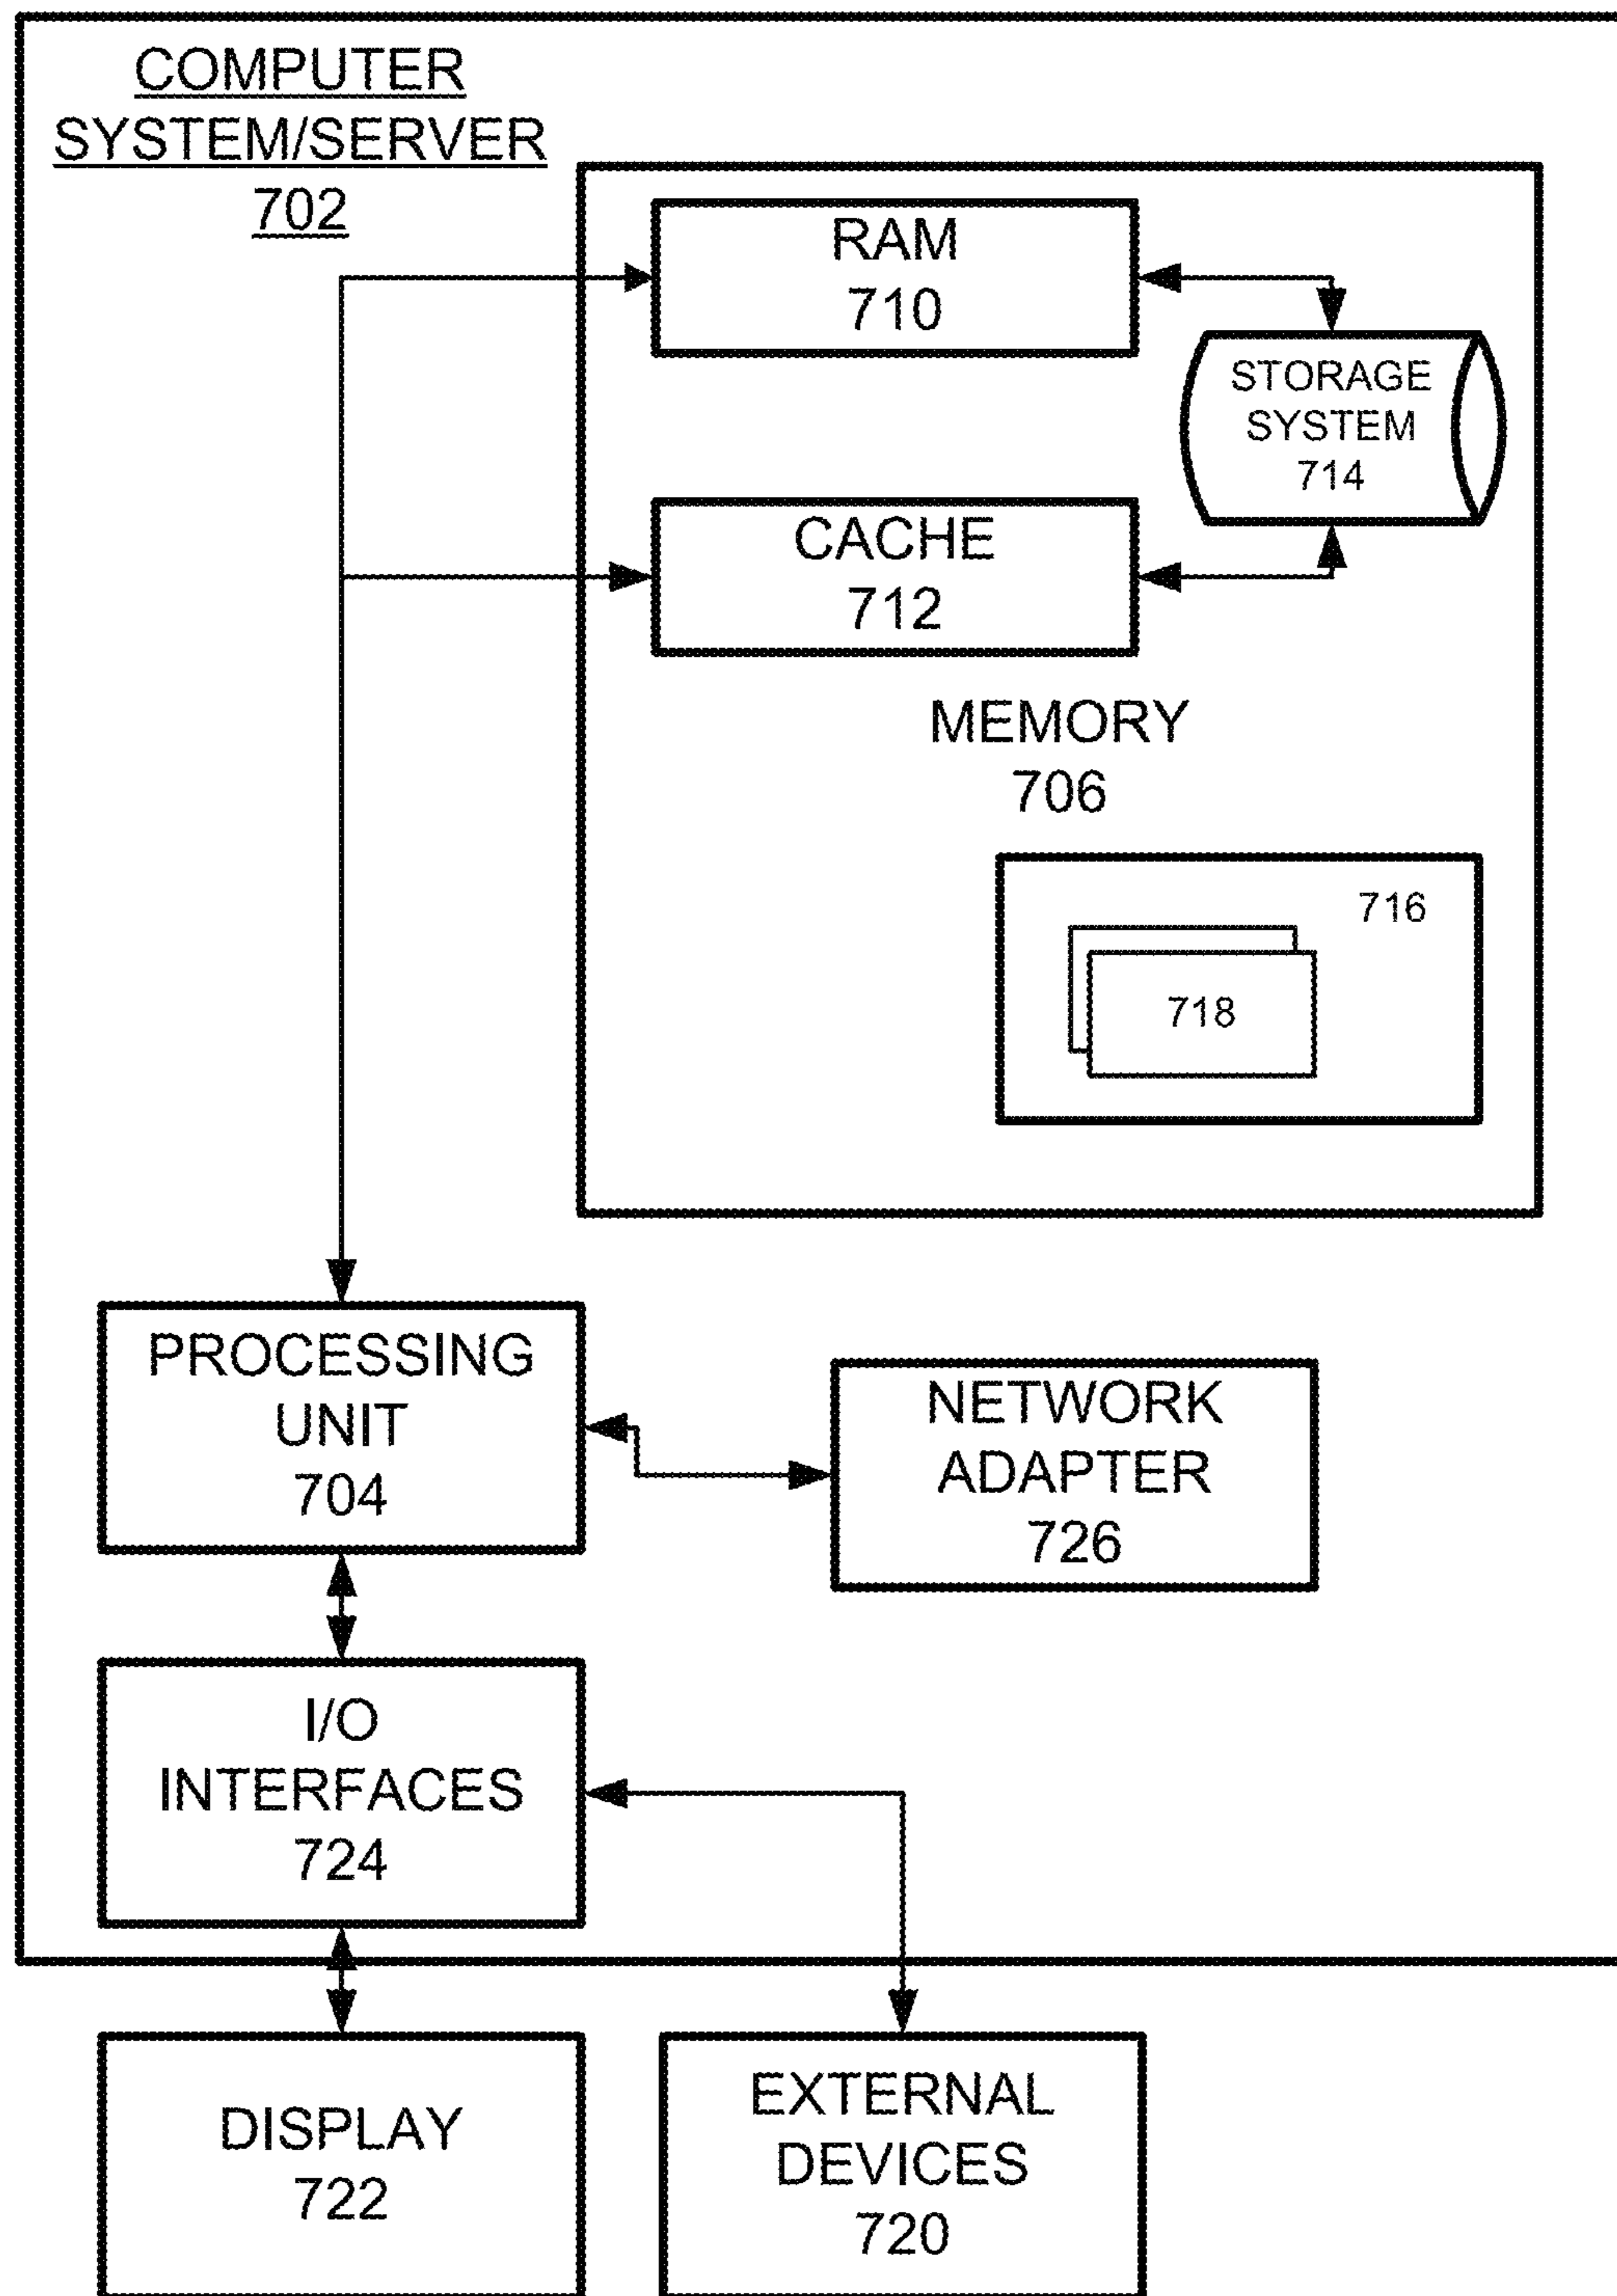 COMPUTER
SYSTEM/SERVER
702
RAM
710
STORAGE
SYSTEM
714
CACHE
712
MEMORY
706
716
718
PROCESSING
UNIT
704
NETWORK
ADAPTER
726
I/O
INTERFACES
724
DISPLAY
722
EXTERNAL
DEVICES
720